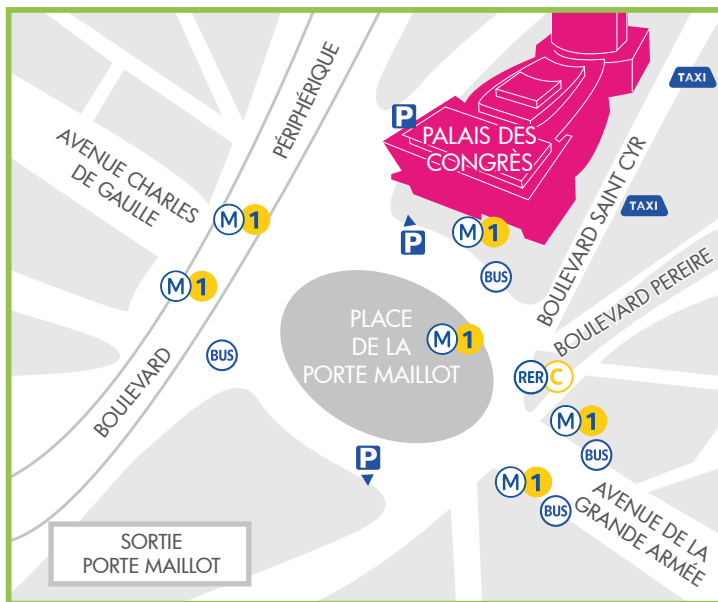 TAXI
P
PALAIS DES
CONGRÈS
PÉRIPHÉRIQUE
AVENUE CHARLES
DE GAULLE
TAXI
BOULEVARD SAINT CYR
M 1
M 1
P
BUS
BOULEVARD PEREIRE
M 1
PLACE
DE LA
PORTE MAILLOT
M 1
BUS
BOULEVARD
RER C
M 1
BUS
P
M 1
BUS
AVENUE DE LA
GRANDE ARMÉE
SORTIE
PORTE MAILLOT